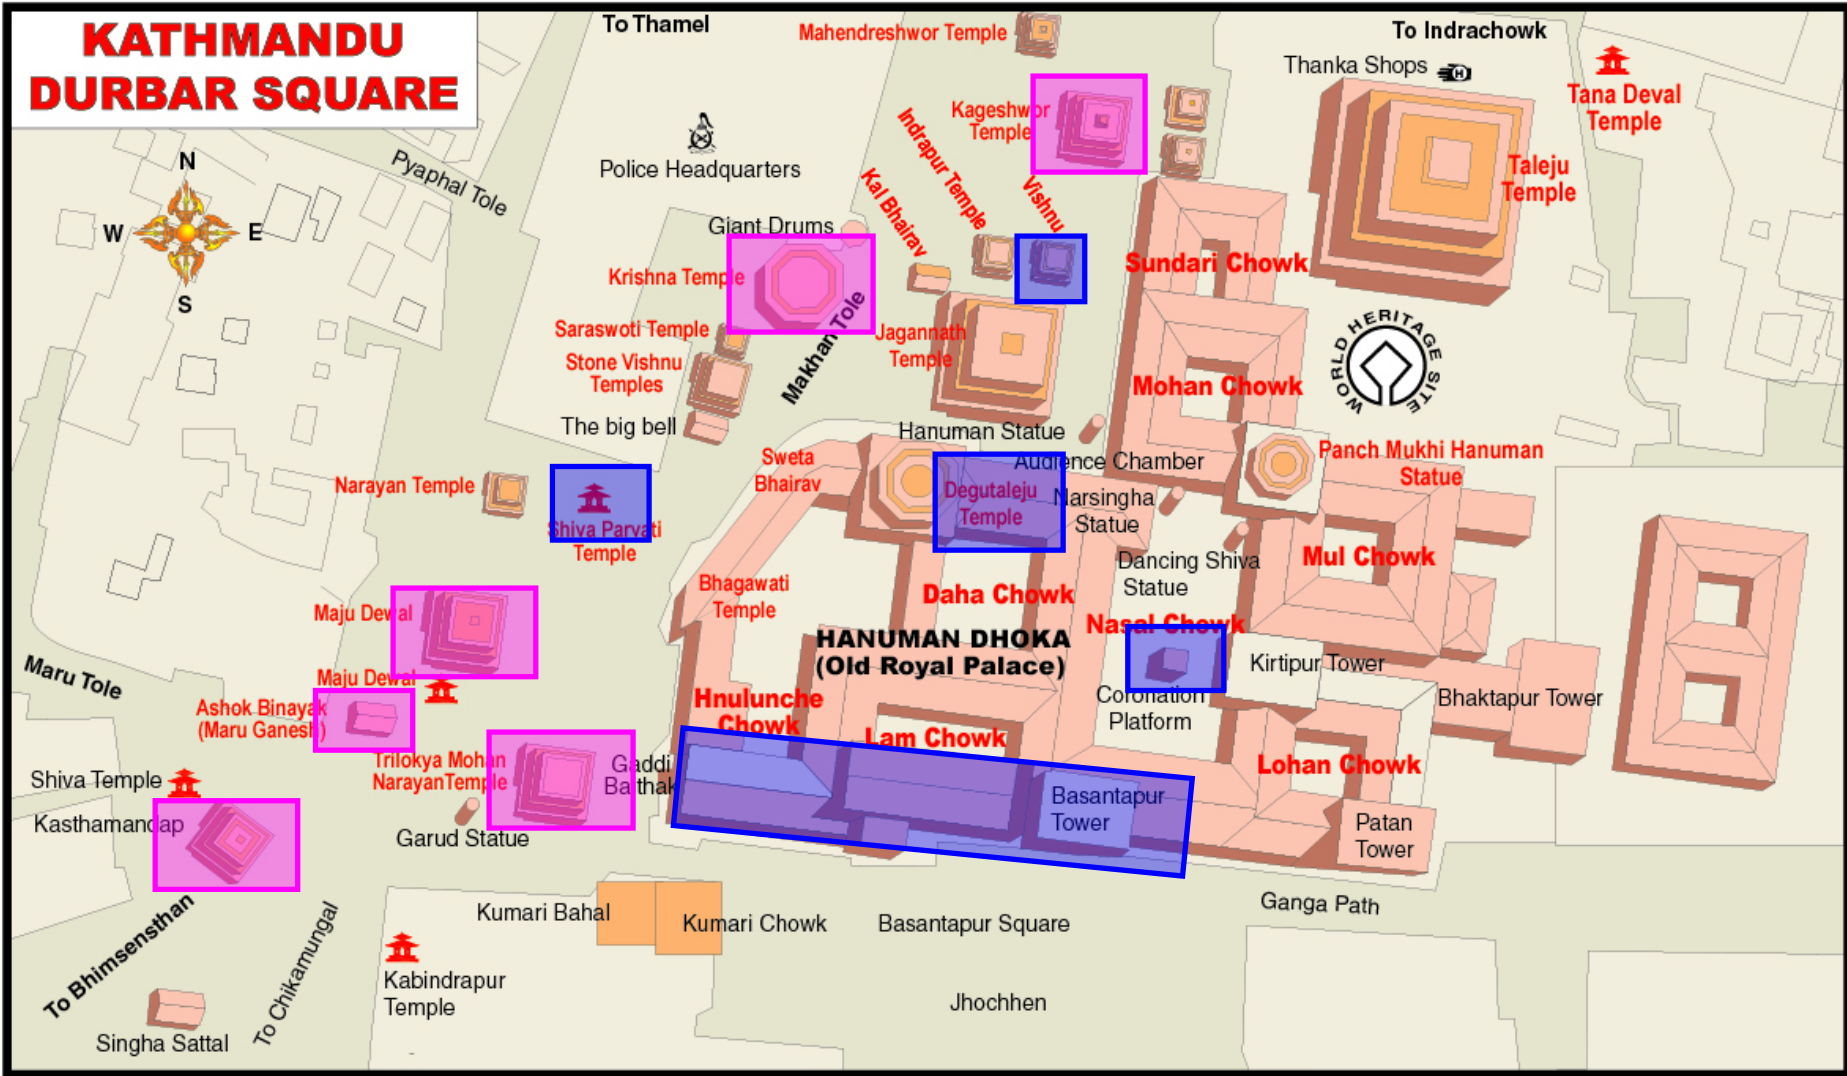 KATHMANDU
DURBAR SQUARE
To Thamel
Mahendreshwor Temple
To Indrachowk
Thanka Shops
H
Tana Deval
Temple
Kageshwor
Temple
Indrapur Temple
Vishnu
Kal Bhairav
Taleju
Temple
Police Headquarters
Pyaphal Tole
N
W
E
S
Giant Drums
Krishna Temple
Makhan Tole
Saraswoti Temple
Stone Vishnu
Temples
The big bell
Jagannath
Temple
Sundari Chowk
Mohan Chowk
WORLD HERITAGE SITE
Hanuman Statue
Audience Chamber
Panch Mukhi Hanuman
Statue
Sweta
Bhairav
Degutaleju
Temple
Narsingha
Statue
Narayan Temple
Shiva Parvati
Temple
Dancing Shiva
Statue
Mul Chowk
Bhagawati
Temple
Daha Chowk
Nasal Chowk
Maju Dewal
HANUMAN DHOKA
(Old Royal Palace)
Kirtipur Tower
Maru Tole
Maju Dewal
Ashok Binayak
(Maru Ganesh)
Hnulunche
Chowk
Coronation
Platform
Bhaktapur Tower
Lam Chowk
Lohan Chowk
Trilokya Mohan
NarayanTemple
Gaddi
Baithak
Shiva Temple
Kasthamandap
Garud Statue
Basantapur
Tower
Patan
Tower
Ganga Path
Kumari Bahal
Kumari Chowk
Basantapur Square
To Bhimsensthan
To Chikamungal
Kabindrapur
Temple
Jhochhen
Singha Sattal